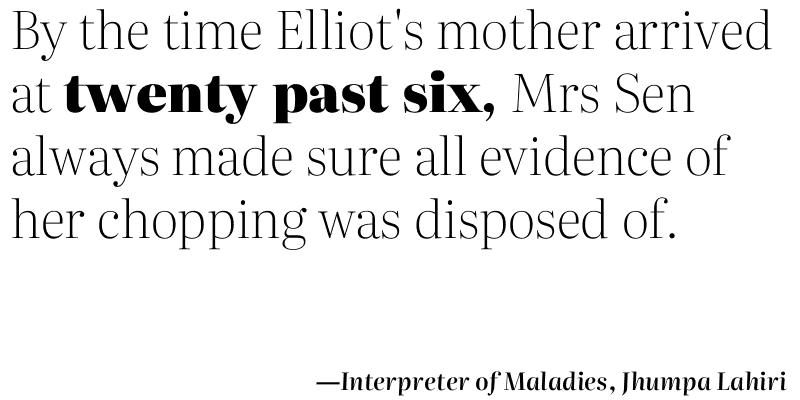 By the time Elliot's mother arrived
at twenty past six, Mrs Sen
always made sure all evidence of
her chopping was disposed of.
—Interpreter of Maladies, Jhumpa Lahiri